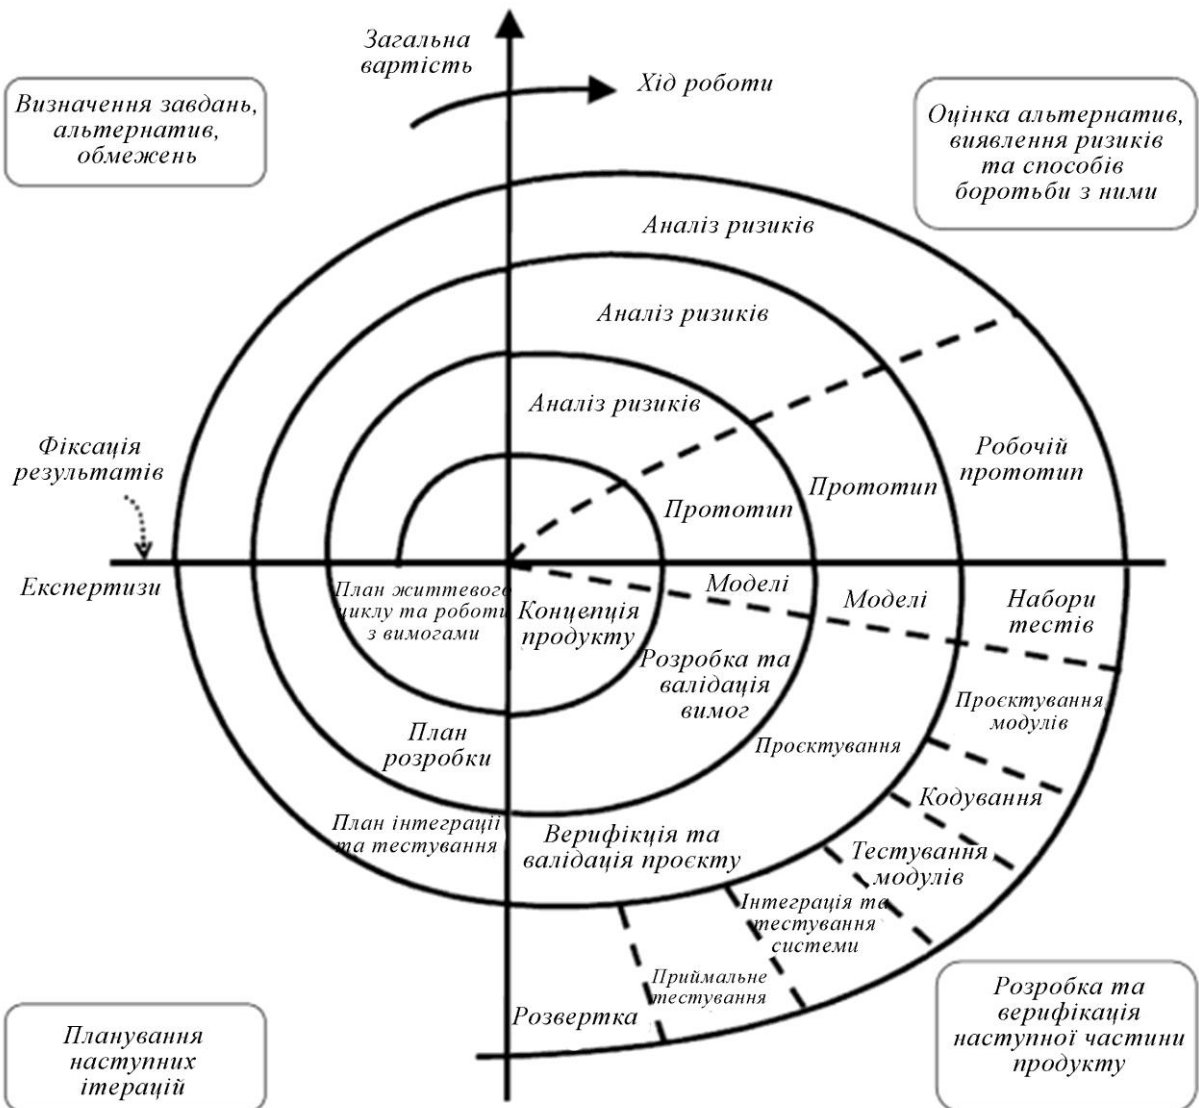 Загальна
вартість
Хід роботи
Визначення завдань,
альтернатив,
обмежень
Оцінка альтернатив,
виявлення ризиків
та способів
боротьби з ними
Аналіз ризиків
Аналіз ризиків
Аналіз ризиків
Фіксація
результатів
Робочій
прототип
Прототип
Прототип
Експертизи
План життєвого
циклу та роботи
з вимогами
Концепція
продукту
Моделі
Моделі
Набори
тестів
Розробка та
валідація
вимог
Проєктування
модулів
План
розробки
Проєктування
Кодування
План інтеграції
та тестування
Верифікція та
валідація проєкту
Тестування
модулів
Інтеграція та
тестування
системи
Приймальне
тестування
Розвертка
Планування
наступних
ітерацій
Розробка та
верифікація
наступної частини
продукту